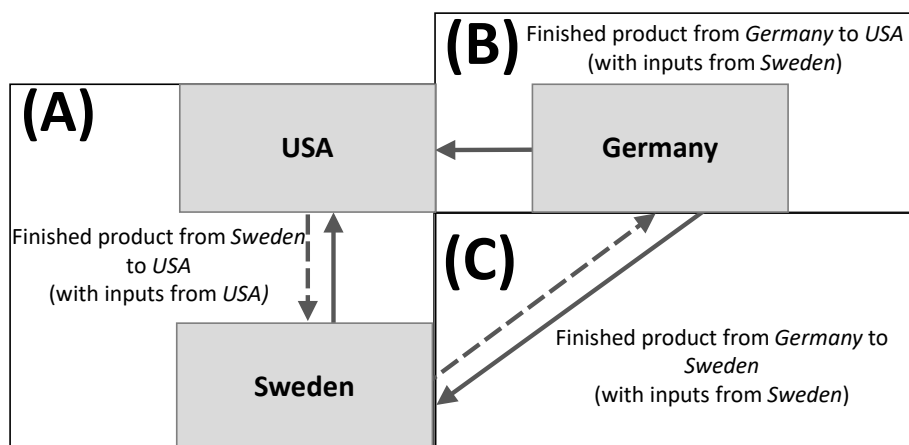 (B)
Finished product from Germany to USA
(with inputs from Sweden)
(A)
USA
Germany
Finished product from Sweden
to USA
(with inputs from USA)
(C)
Finished product from Germany to
Sweden
(with inputs from Sweden)
Sweden